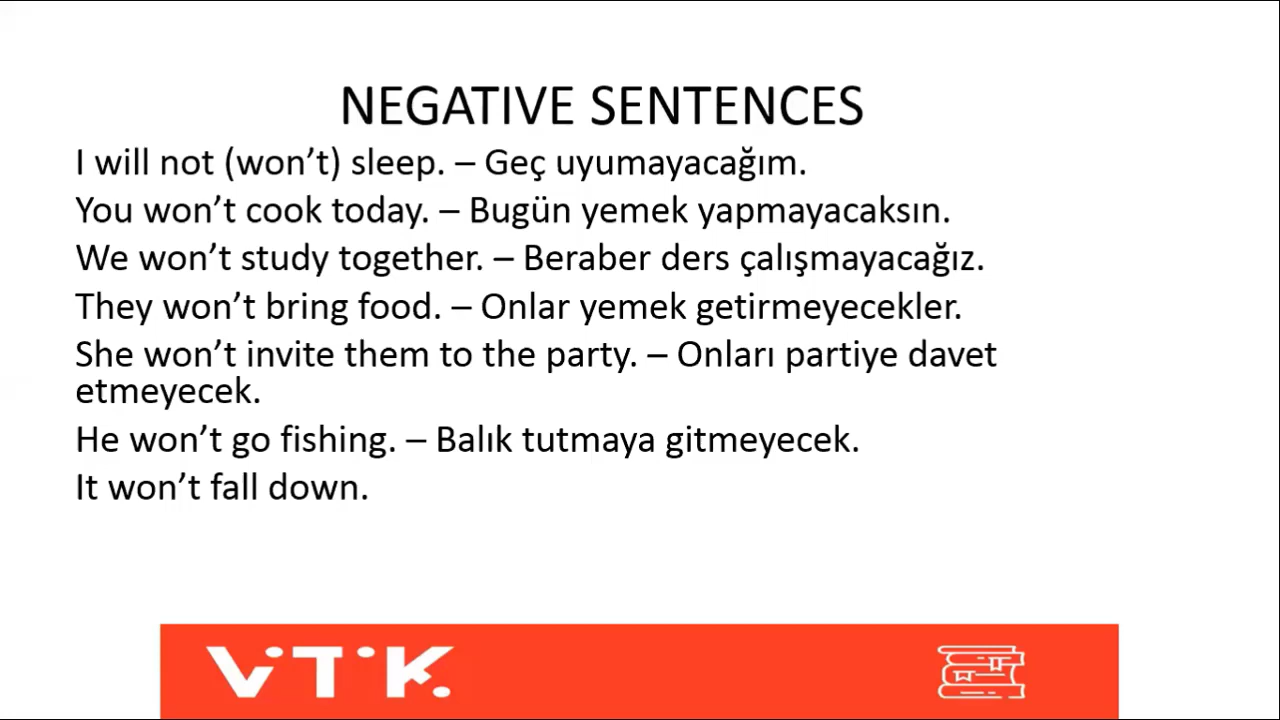 NEGATIVE SENTENCES
I will not (won’t) sleep. – Geç uyumayacağım.
You won’t cook today. – Bugün yemek yapmayacaksın.
We won’t study together. – Beraber ders çalışmayacağız.
They won’t bring food. – Onlar yemek getirmeyecekler.
She won’t invite them to the party. – Onları partiye davet
etmeyecek.
He won’t go fishing. – Balık tutmaya gitmeyecek.
It won’t fall down.
ViTiK.